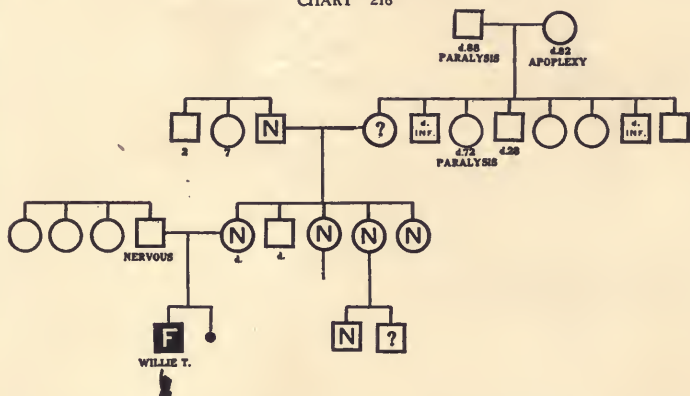 CHART 216
d.88 d.82
PARALYSIS APOPLEXY
N ? d. INF. d. INF.
2 7 d.72 d.28
PARALYSIS
N N N N
NERVOUS d. d.
F N ?
WILLIE T.